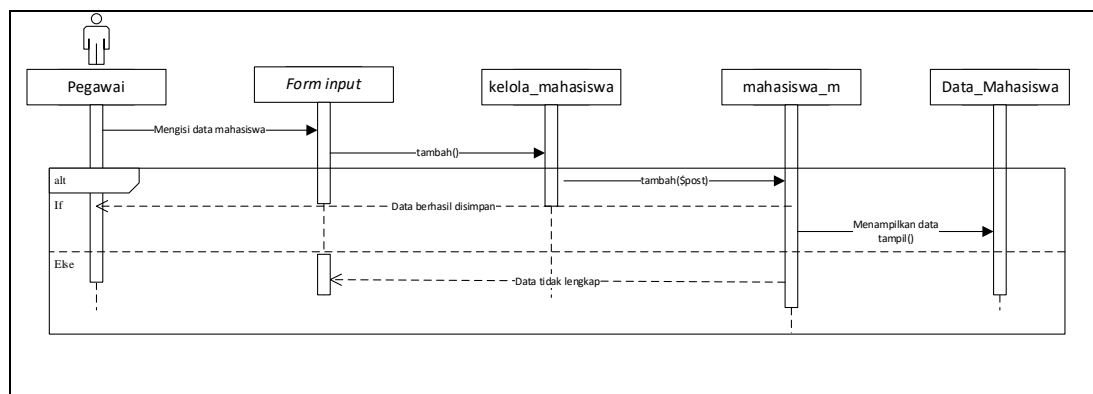 Pegawai
Form input
kelola_mahasiswa
mahasiswa_m
Data_Mahasiswa
Mengisi data mahasiswa
tambah()
alt
tambah($post)
If
Data berhasil disimpan
Menampilkan data
tampil()
Else
Data tidak lengkap